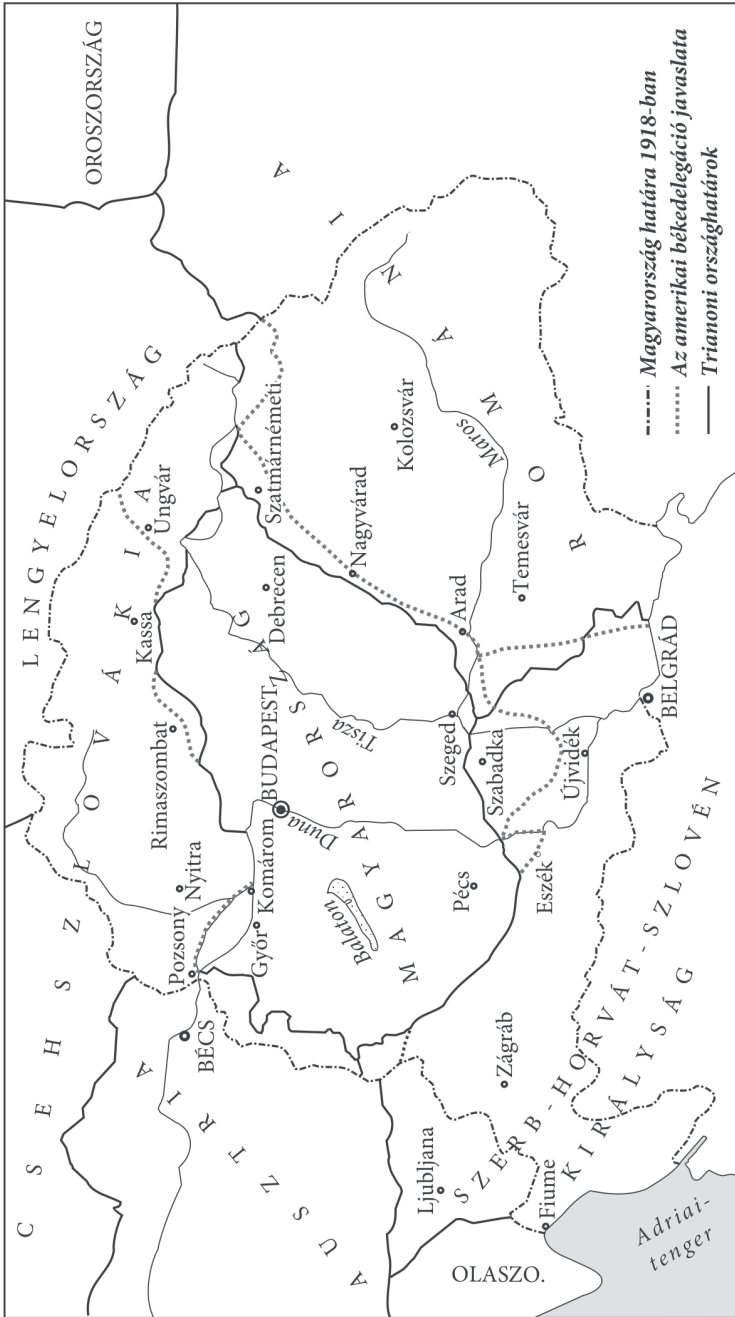 CSEHSZLOVÁKIA
LENGYELORSZÁG
OROSZORSZÁG
AUSZTRIA
BÉCS
Pozsony
Nyitra
Rimaszombat
Kassa
Ungvár
Győr
Komárom
BUDAPEST
Duna
Balaton
MAGYARORSZÁG
Tisza
Debrecen
Szatmárnémeti
Nagyvárad
Kolozsvár
Maros
ROMÁNIA
Pécs
Szeged
Szabadka
Arad
Temesvár
Eszék
Újvidék
BELGRÁD
Ljubljana
Zágráb
SZERB-HORVÁT-SZLOVÉN
KIRÁLYSÁG
Fiume
OLASZO.
Adriai-
tenger
Magyarország határa 1918-ban
Az amerikai békedelegáció javaslata
Trianoni országhatárok